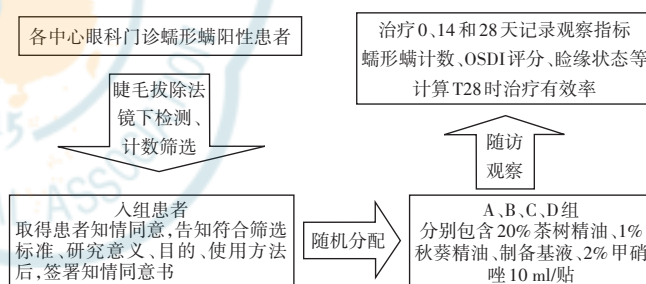 各中心眼科门诊蠕形螨阳性患者
睫毛拔除法
镜下检测、
计数筛选
入组患者
取得患者知情同意,告知符合筛选
标准、研究意义、目的、使用方法
后,签署知情同意书
随机分配
A、B、C、D组
分别包含20%茶树精油、1%
秋葵精油、制备基液、2%甲硝
唑10 ml/贴
随访
观察
治疗0、14和28天记录观察指标
蠕形螨计数、OSDI评分、睑缘状态等
计算T28时治疗有效率